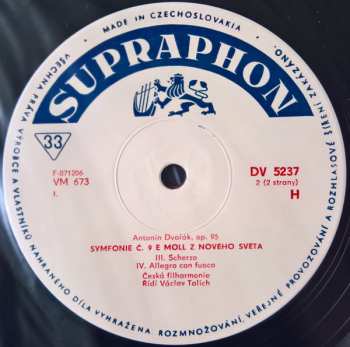 MADE IN CZECHOSLOVAKIA
VŠECHNA PRÁVA VÝROBCE A VLASTNÍKŮ NAHRANÉHO DÍLA VYHRAŽENA. ROZMNOŽOVÁNÍ, VEŘEJNÉ PROVOZOVÁNÍ A ROZHLASOVÉ ŠÍŘENÍ ZAKÁZÁNO.
SUPRAPHON
33
F-071206
VM 673
I.
DV 5237
2 (2 strany)
H
Antonín Dvořák, op. 95
SYMFONIE Č. 9 E MOLL Z NOVÉHO SVĚTA
III. Scherzo
IV. Allegro con fuoco
Česká filharmonie
Řídí Václav Talich